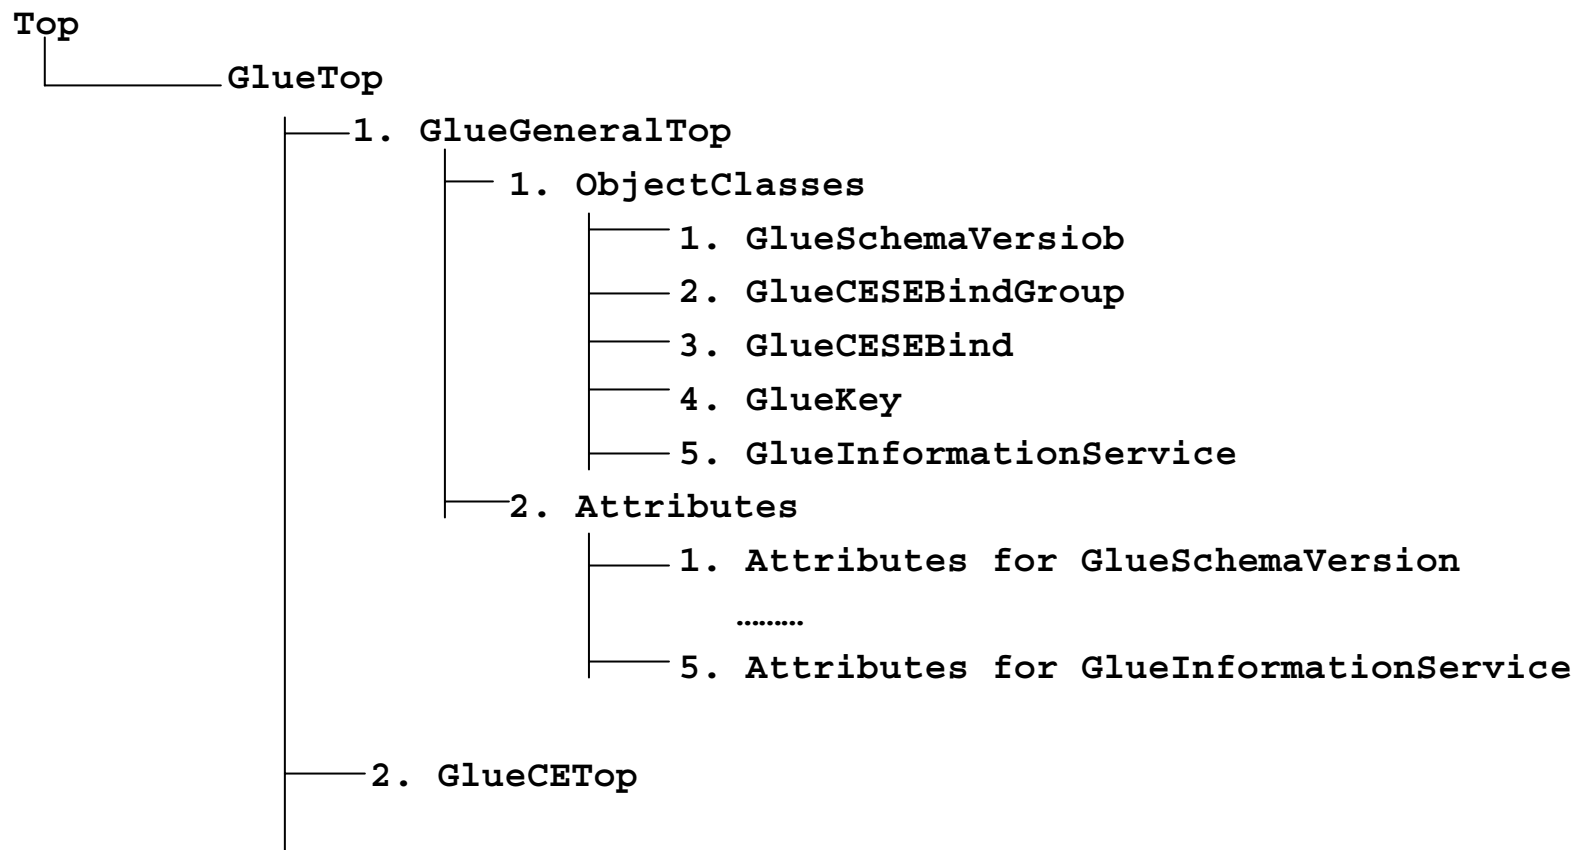 Top
GlueTop
1. GlueGeneralTop
1. ObjectClasses
1. GlueSchemaVersiob
2. GlueCESEBindGroup
3. GlueCESEBind
4. GlueKey
5. GlueInformationService
2. Attributes
1. Attributes for GlueSchemaVersion
………
5. Attributes for GlueInformationService
2. GlueCETop